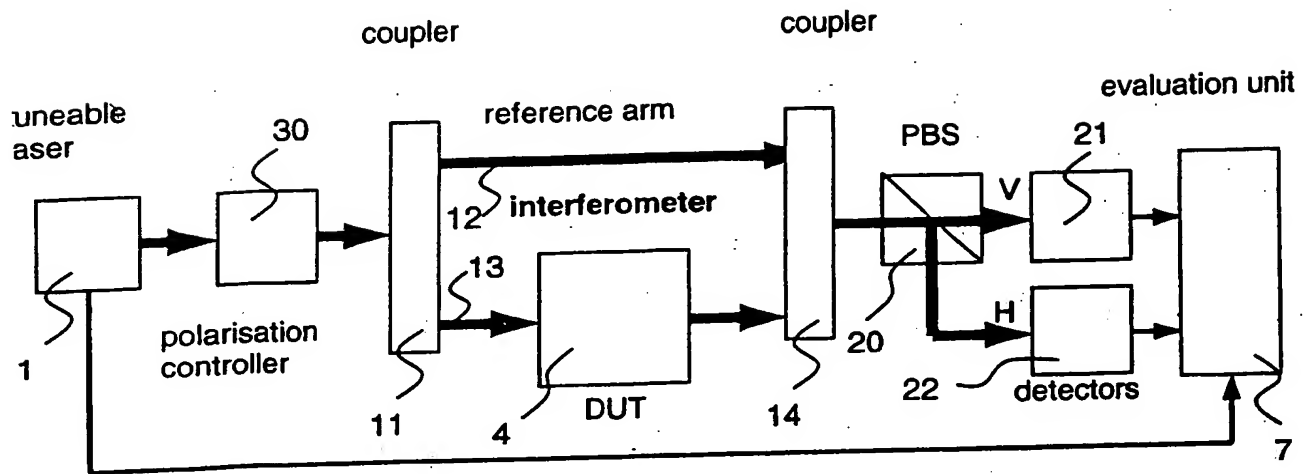 coupler
coupler
:uneable
aser
30
reference arm
evaluation unit
PBS
21
12
interferometer
V
13
H
1
polarisation
controller
11
4
DUT
14
20
22
detectors
7